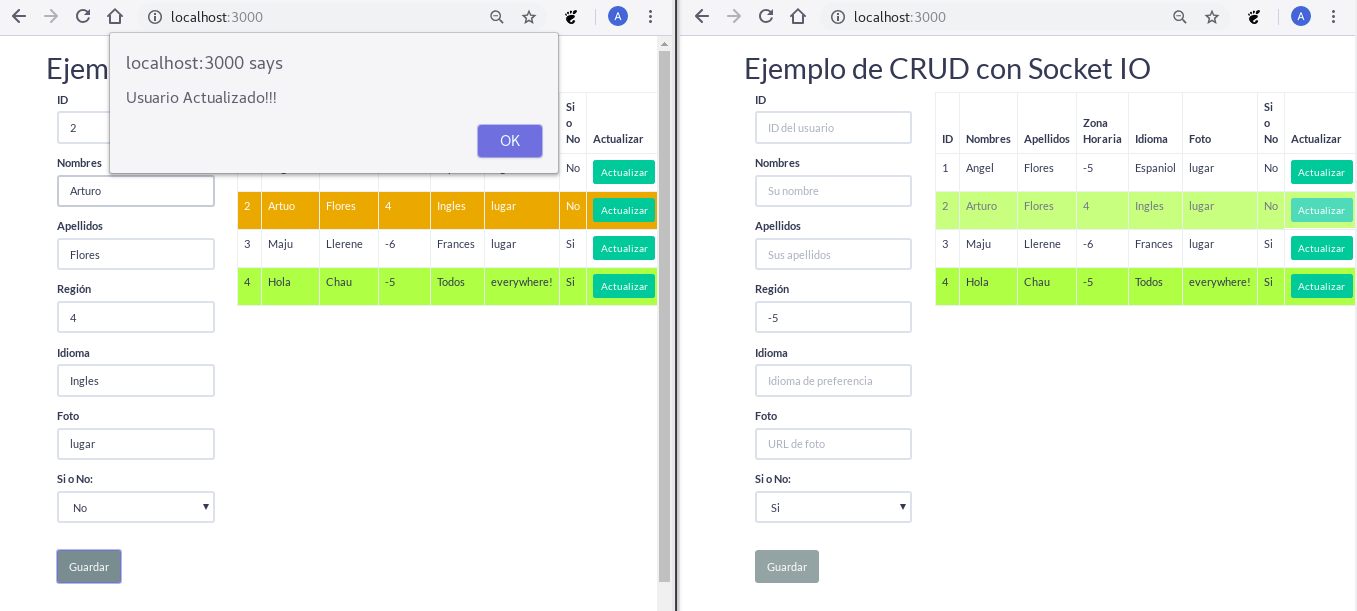 localhost:3000
A
localhost:3000 says
Usuario Actualizado!!!
OK
Ejem
ID
2
Nombres
Arturo
Apellidos
Flores
Región
4
Idioma
Ingles
Foto
lugar
Si o No:
No
Guardar
Si o No Actualizar
No Actualizar
2 Artuo Flores 4 Ingles lugar No Actualizar
3 Maju Llerene -6 Frances lugar Si Actualizar
4 Hola Chau -5 Todos everywhere! Si Actualizar
localhost:3000
A
Ejemplo de CRUD con Socket IO
ID
ID del usuario
Nombres
Su nombre
Apellidos
Sus apellidos
Región
-5
Idioma
Idioma de preferencia
Foto
URL de foto
Si o No:
Si
Guardar
ID Nombres Apellidos Zona Horaria Idioma Foto Si o No Actualizar
1 Angel Flores -5 Espaniol lugar No Actualizar
2 Arturo Flores 4 Ingles lugar No Actualizar
3 Maju Llerene -6 Frances lugar Si Actualizar
4 Hola Chau -5 Todos everywhere! Si Actualizar